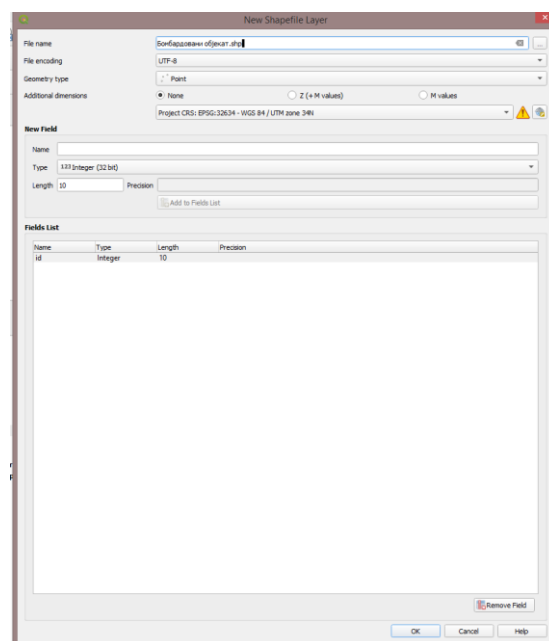 New Shapefile Layer
File name Бонбардовани објекат.shp ...
File encoding UTF-8
Geometry type Point
Additional dimensions None Z (+ M values) M values
Project CRS: EPSG:32634 - WGS 84 / UTM zone 34N
New Field
Name
Type 123 Integer (32 bit)
Length 10 Precision
Add to Fields List
Fields List
Name Type Length Precision
id Integer 10
Remove Field
OK Cancel Help